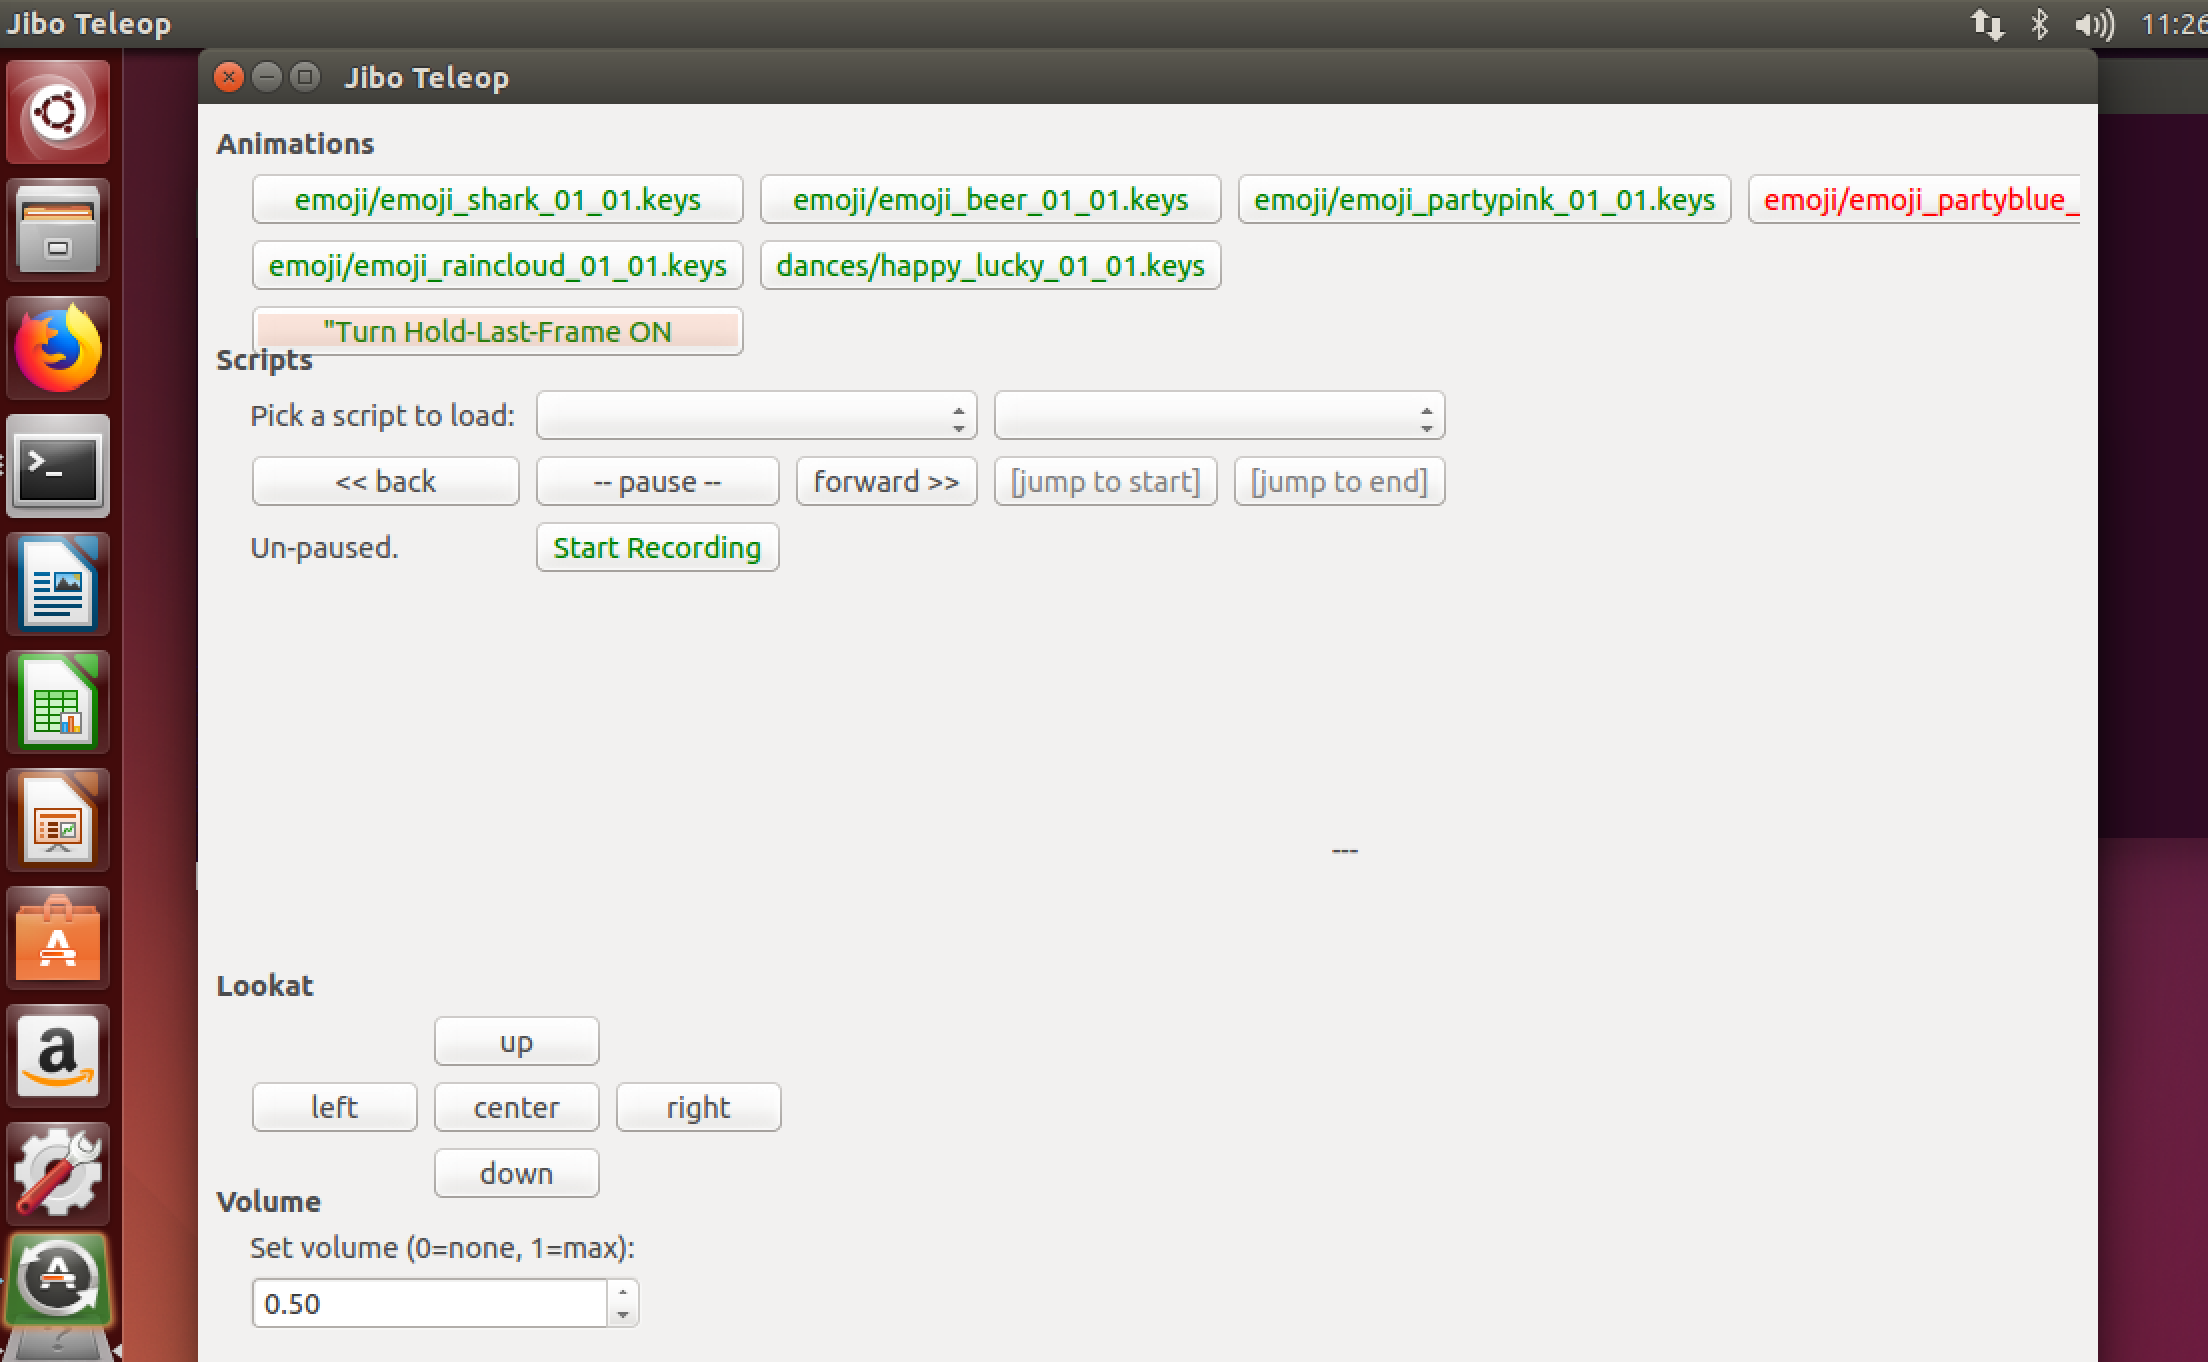 Jibo Teleop
11:26
Jibo Teleop
Animations
emoji/emoji_shark_01_01.keys emoji/emoji_beer_01_01.keys emoji/emoji_partypink_01_01.keys emoji/emoji_partyblue_
emoji/emoji_raincloud_01_01.keys dances/happy_lucky_01_01.keys
"Turn Hold-Last-Frame ON
Scripts
Pick a script to load:
<< back -- pause -- forward >> [jump to start] [jump to end]
Un-paused. Start Recording
---
Lookat
up
left center right
down
Volume
Set volume (0=none, 1=max):
0.50